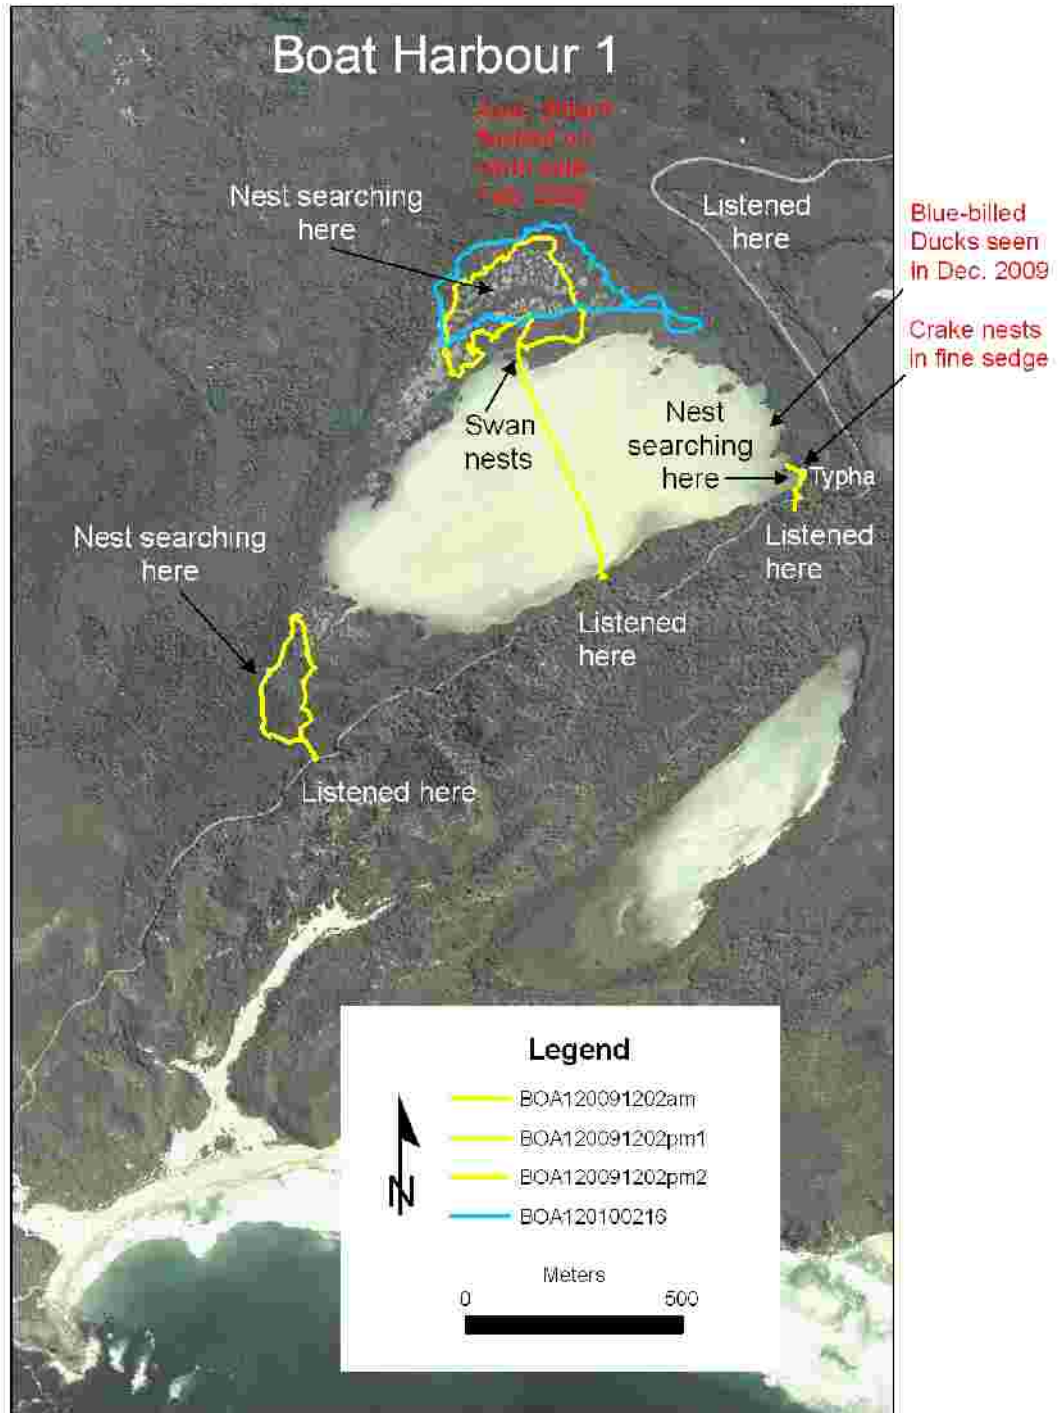 Boat Harbour 1
Nest searching
here
Listened
here
Blue-billed
Ducks seen
in Dec. 2009
Crake nests
in fine sedge
Swan
nests
Nest
searching
here
Typha
Listened
here
Nest searching
here
Listened
here
Listened here
Legend
BOA120091202am
BOA120091202pm1
BOA120091202pm2
BOA120100216
N
Meters
0 500